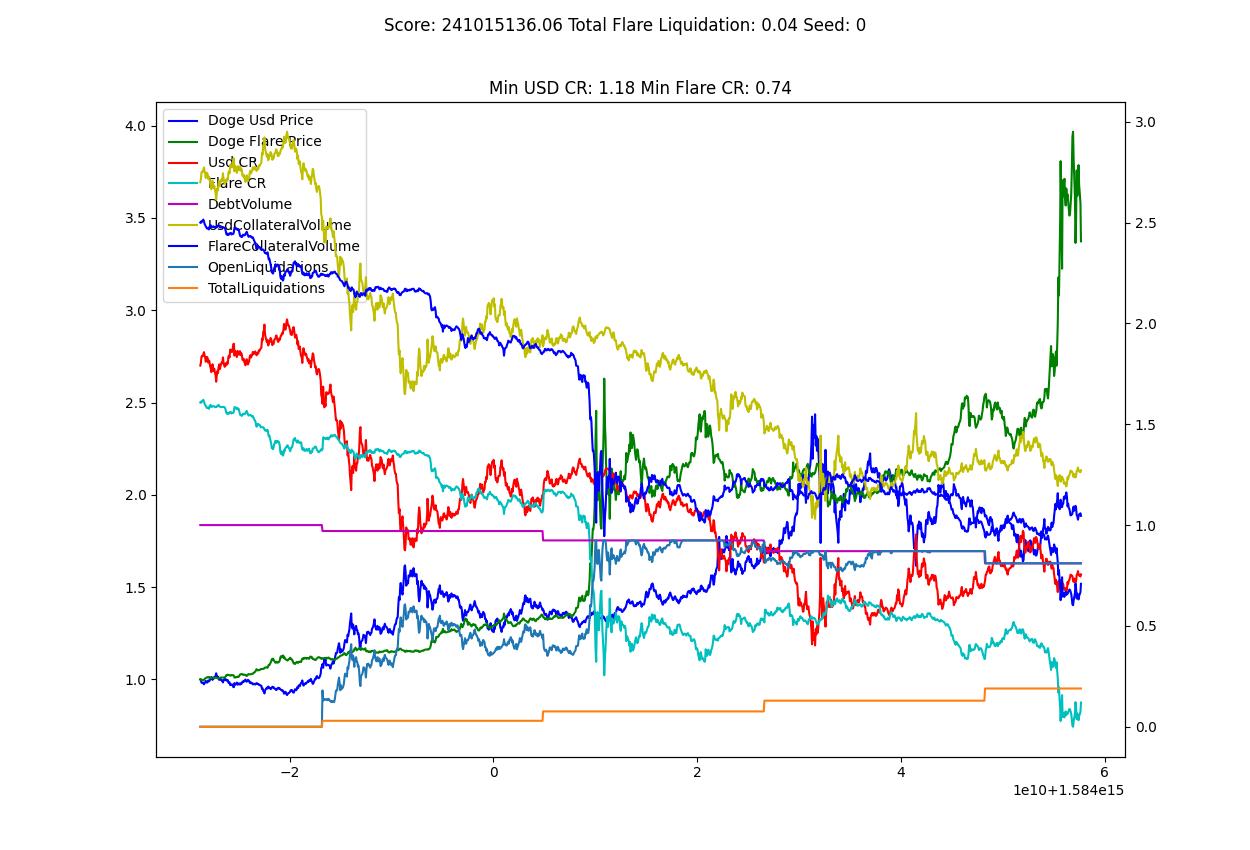 Score: 241015136.06 Total Flare Liquidation: 0.04 Seed: 0
Min USD CR: 1.18 Min Flare CR: 0.74
Doge Usd Price
Doge Flare Price
Usd CR
Flare CR
DebtVolume
UsdCollateralVolume
FlareCollateralVolume
OpenLiquidations
TotalLiquidations
4.0
3.5
3.0
2.5
2.0
1.5
1.0
3.0
2.5
2.0
1.5
1.0
0.5
0.0
−2
0
2
4
6
1e10+1.584e15